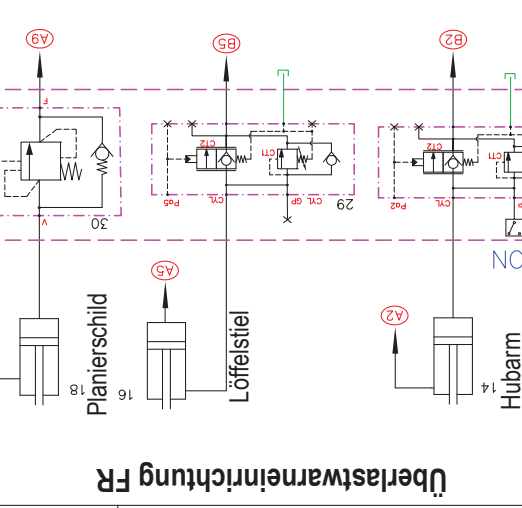 A9
B5
B2
F
CT2
CT1
CT2
CT1
Pa5
CYL
GP
CYL
Pa2
CYL
P
V
30
29
A5
A2
NC
18
Planierschild
16
Löffelstiel
14
Hubarm
Überlastwarneinrichtung FR